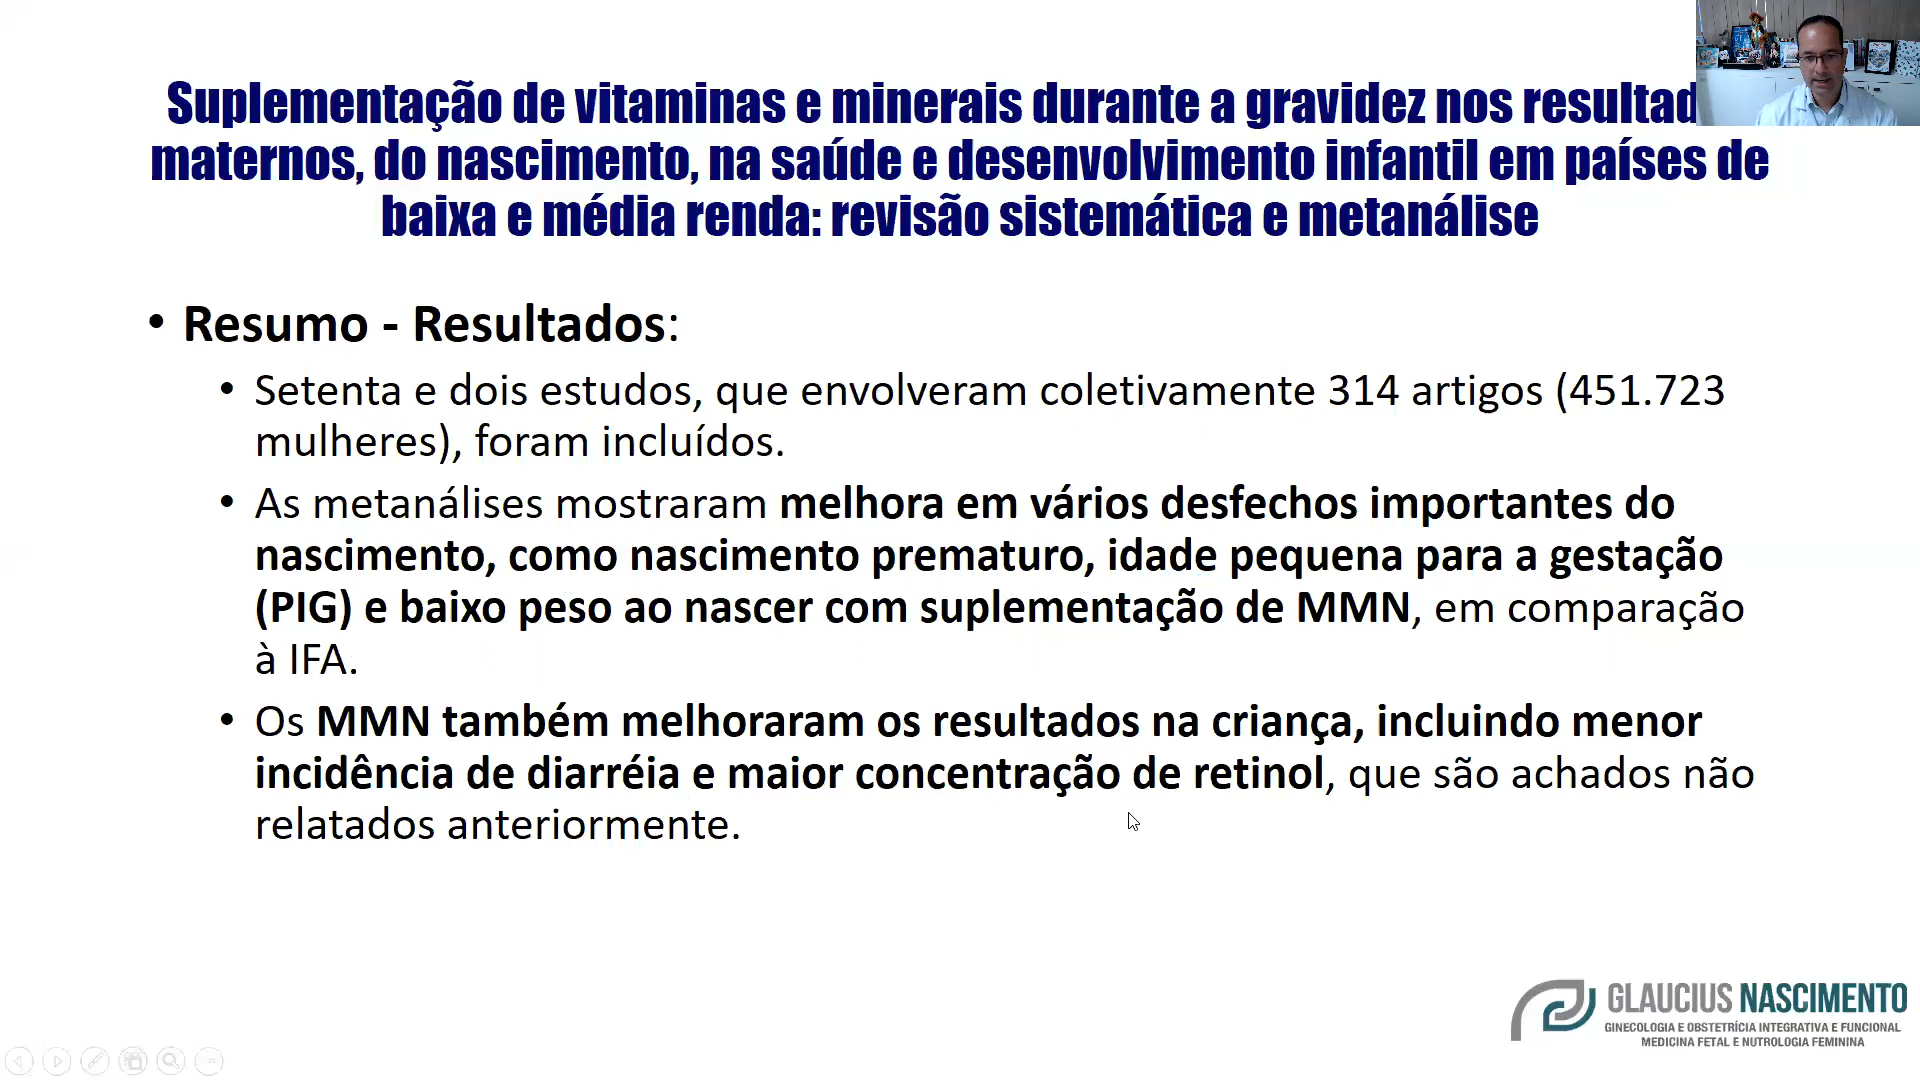 Suplementação de vitaminas e minerais durante a gravidez nos resultad
maternos, do nascimento, na saúde e desenvolvimento infantil em países de
baixa e média renda: revisão sistemática e metanálise
• Resumo - Resultados:
• Setenta e dois estudos, que envolveram coletivamente 314 artigos (451.723
mulheres), foram incluídos.
• As metanálises mostraram melhora em vários desfechos importantes do
nascimento, como nascimento prematuro, idade pequena para a gestação
(PIG) e baixo peso ao nascer com suplementação de MMN, em comparação
à IFA.
• Os MMN também melhoraram os resultados na criança, incluindo menor
incidência de diarréia e maior concentração de retinol, que são achados não
relatados anteriormente.
GLAUCIUS NASCIMENTO
GINECOLOGIA E OBSTETRÍCIA INTEGRATIVA E FUNCIONAL
MEDICINA FETAL E NUTROLOGIA FEMININA